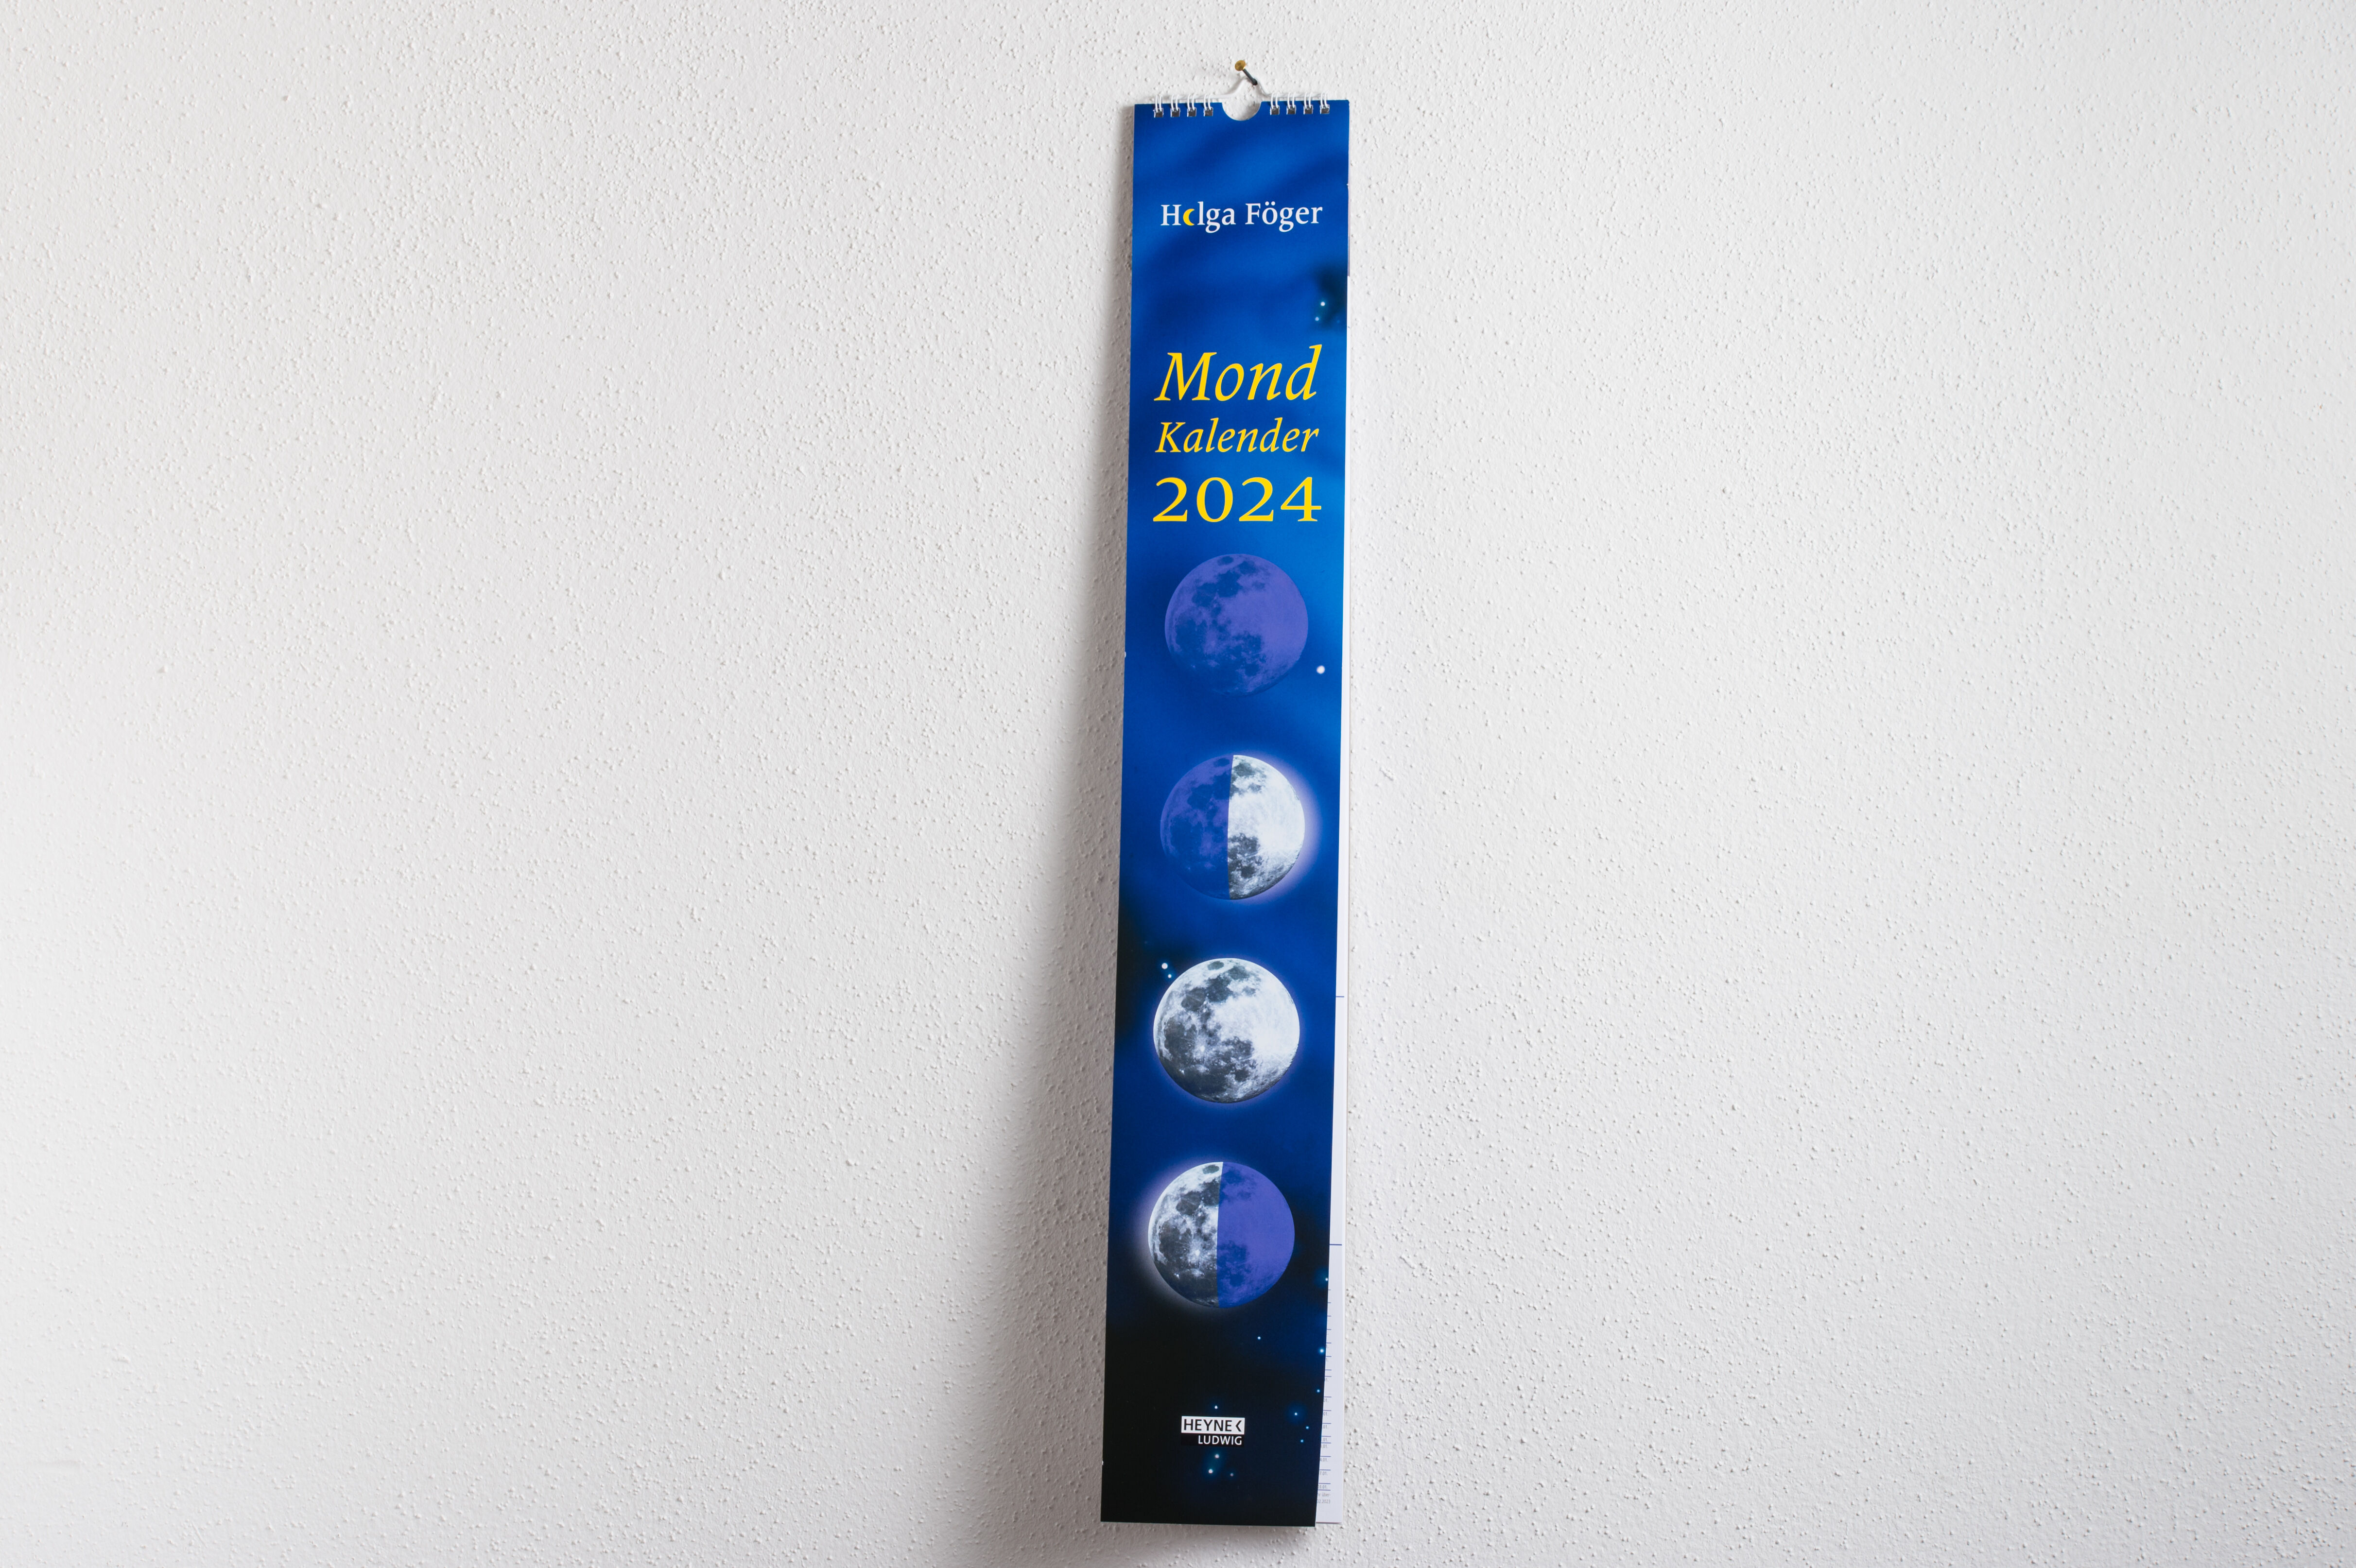 Helga Föger
Mond
Kalender
2024
HEYNE
LUDWIG